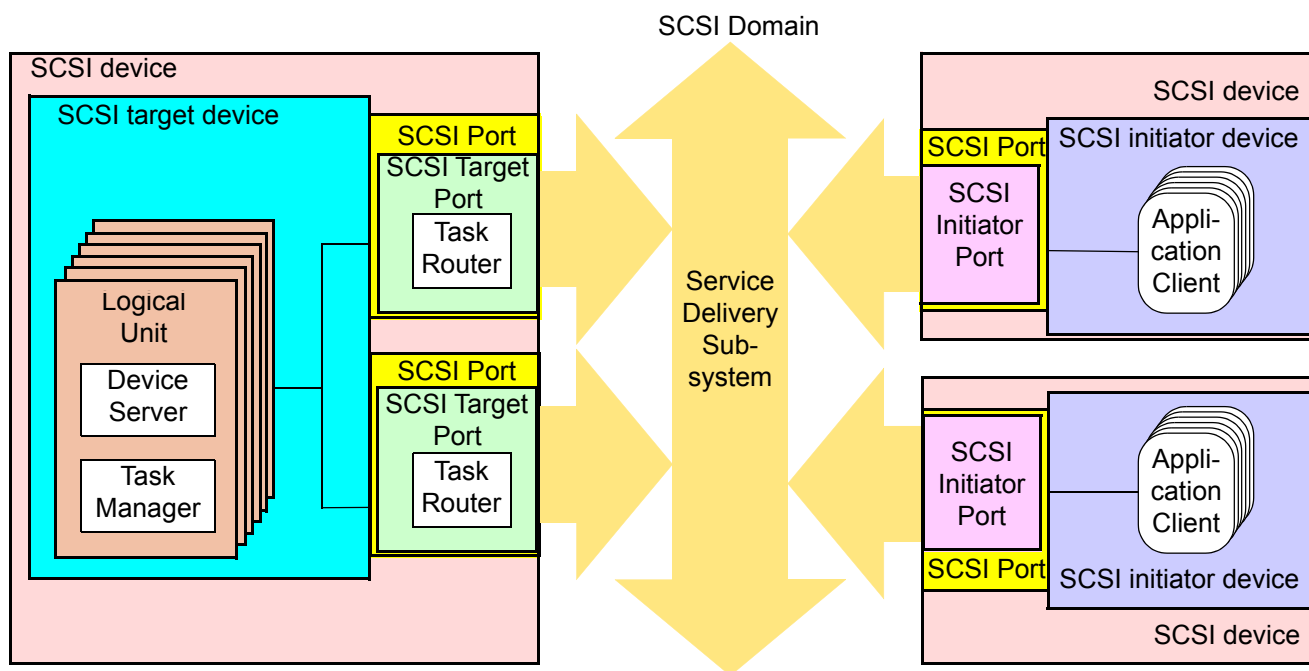 SCSI Domain
SCSI device
SCSI target device
SCSI Port
SCSI Target
Port
Task
Router
Logical
Unit
Device
Server
Task
Manager
SCSI Port
SCSI Target
Port
Task
Router
Service
Delivery
Sub-
system
SCSI device
SCSI initiator device
SCSI Port
SCSI
Initiator
Port
Appli-
cation
Client
SCSI
Initiator
Port
SCSI Port
Appli-
cation
Client
SCSI initiator device
SCSI device